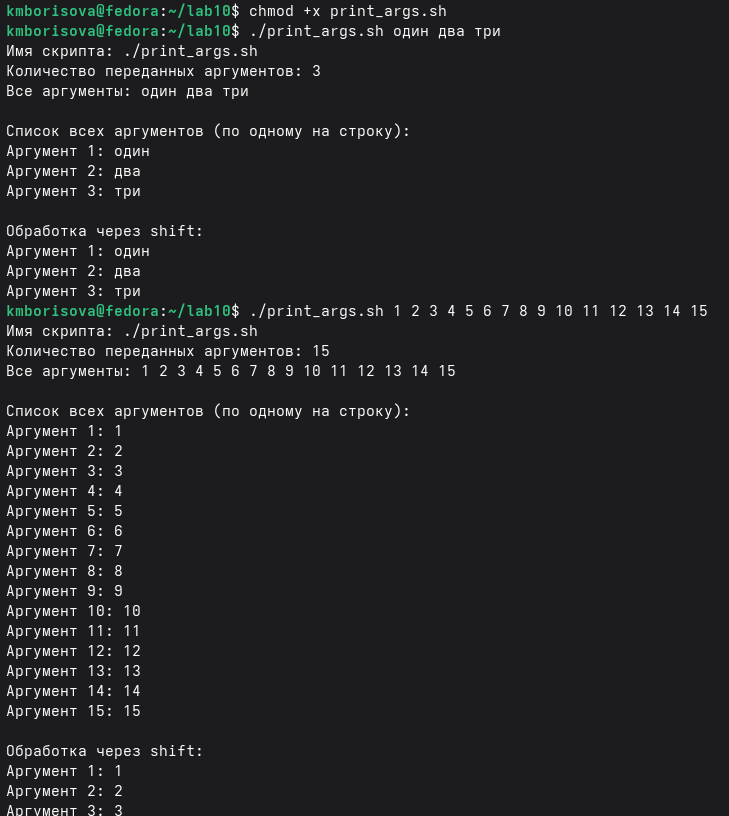 kmborisova@fedora:~/lab10$ chmod +x print_args.sh
kmborisova@fedora:~/lab10$ ./print_args.sh один два три
Имя скрипта: ./print_args.sh
Количество переданных аргументов: 3
Все аргументы: один два три

Список всех аргументов (по одному на строку):
Аргумент 1: один
Аргумент 2: два
Аргумент 3: три

Обработка через shift:
Аргумент 1: один
Аргумент 2: два
Аргумент 3: три
kmborisova@fedora:~/lab10$ ./print_args.sh 1 2 3 4 5 6 7 8 9 10 11 12 13 14 15
Имя скрипта: ./print_args.sh
Количество переданных аргументов: 15
Все аргументы: 1 2 3 4 5 6 7 8 9 10 11 12 13 14 15

Список всех аргументов (по одному на строку):
Аргумент 1: 1
Аргумент 2: 2
Аргумент 3: 3
Аргумент 4: 4
Аргумент 5: 5
Аргумент 6: 6
Аргумент 7: 7
Аргумент 8: 8
Аргумент 9: 9
Аргумент 10: 10
Аргумент 11: 11
Аргумент 12: 12
Аргумент 13: 13
Аргумент 14: 14
Аргумент 15: 15

Обработка через shift:
Аргумент 1: 1
Аргумент 2: 2
Аргумент 3: 3